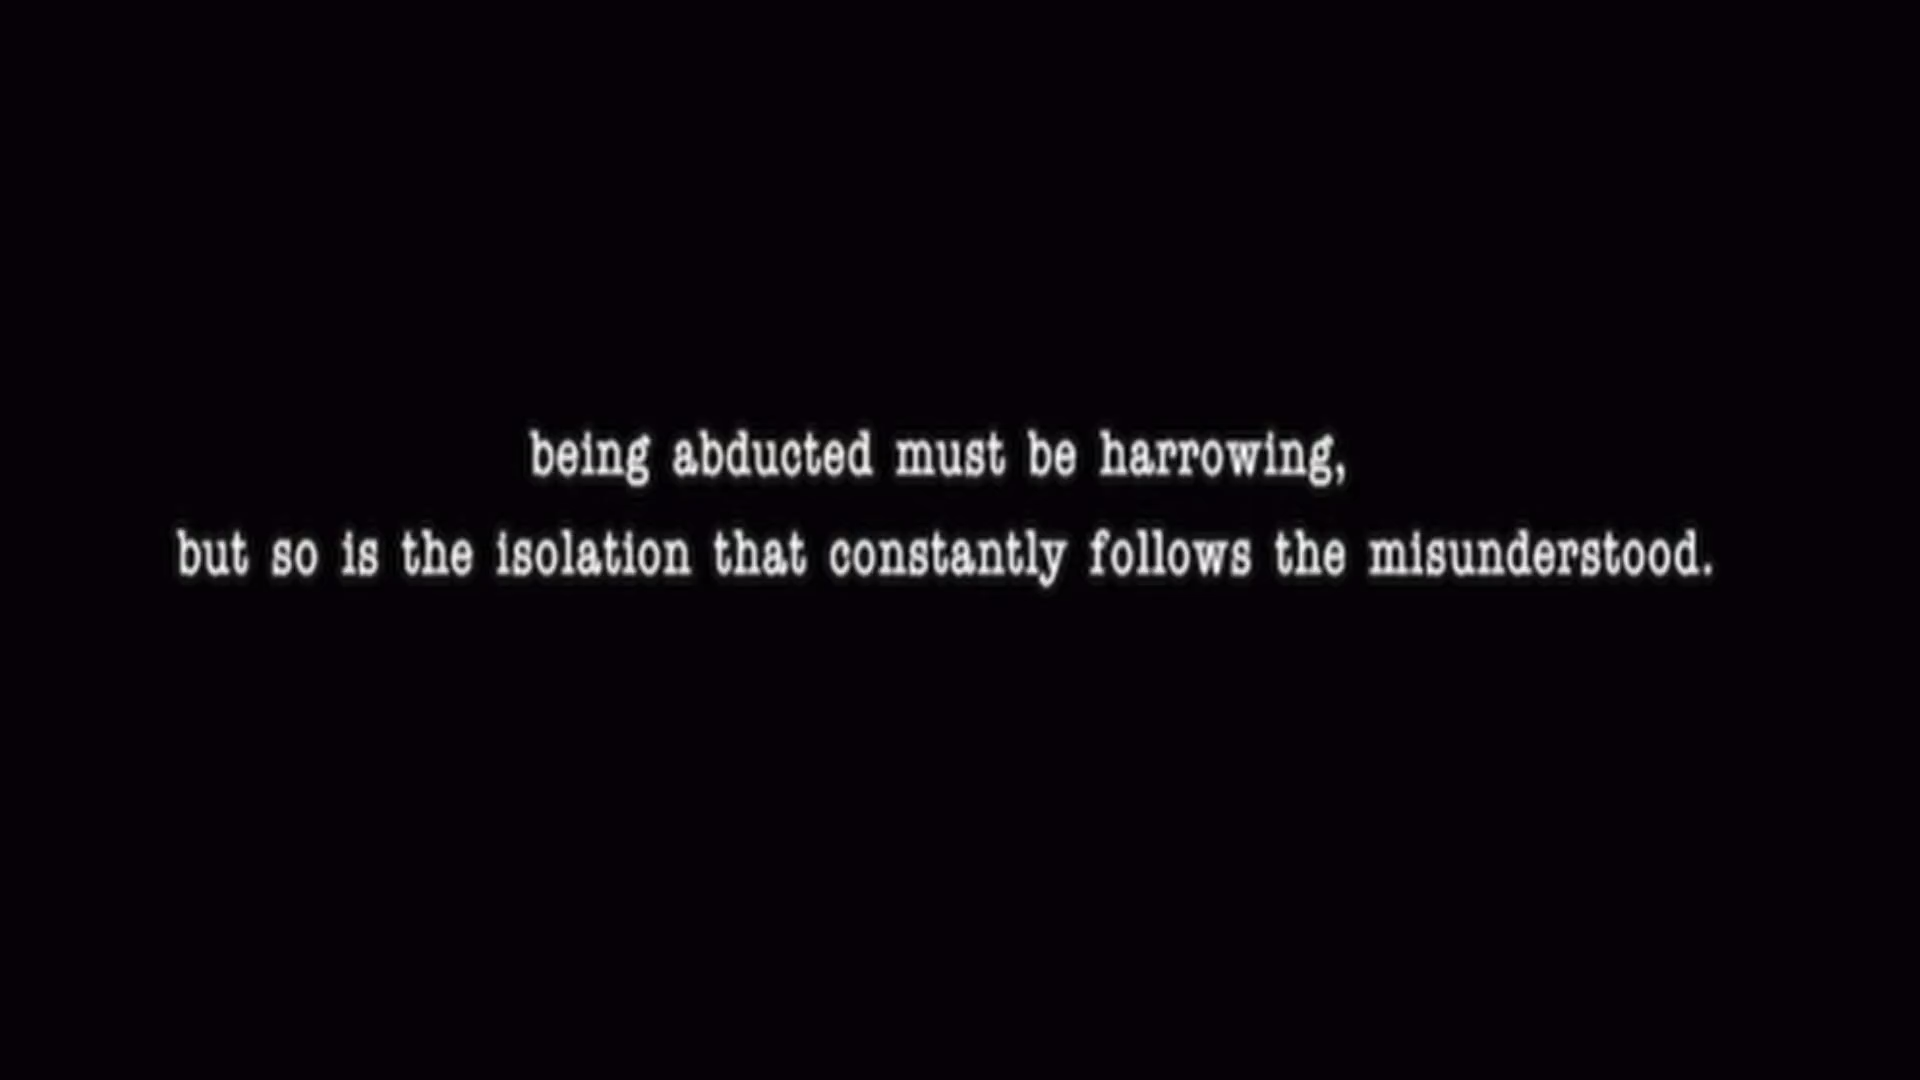 being abducted must be harrowing,
but so is the isolation that constantly follows the misunderstood.